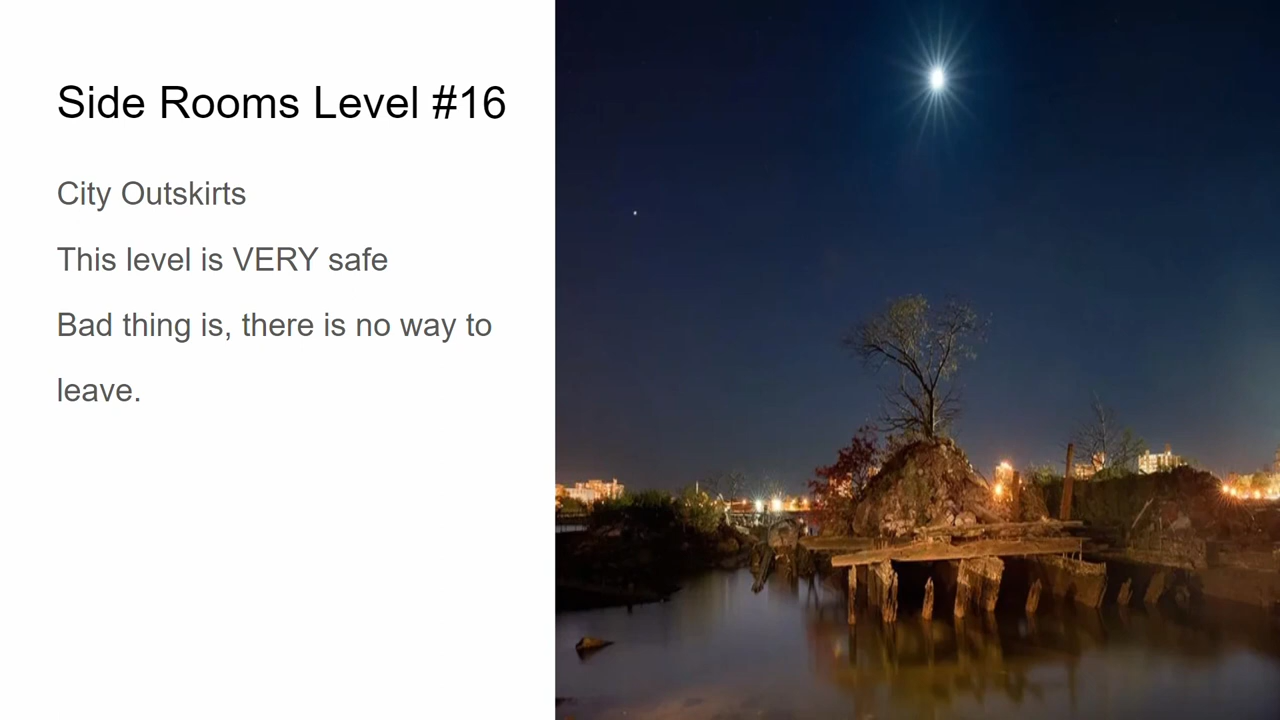 Side Rooms Level #16
City Outskirts
This level is VERY safe
Bad thing is, there is no way to
leave.